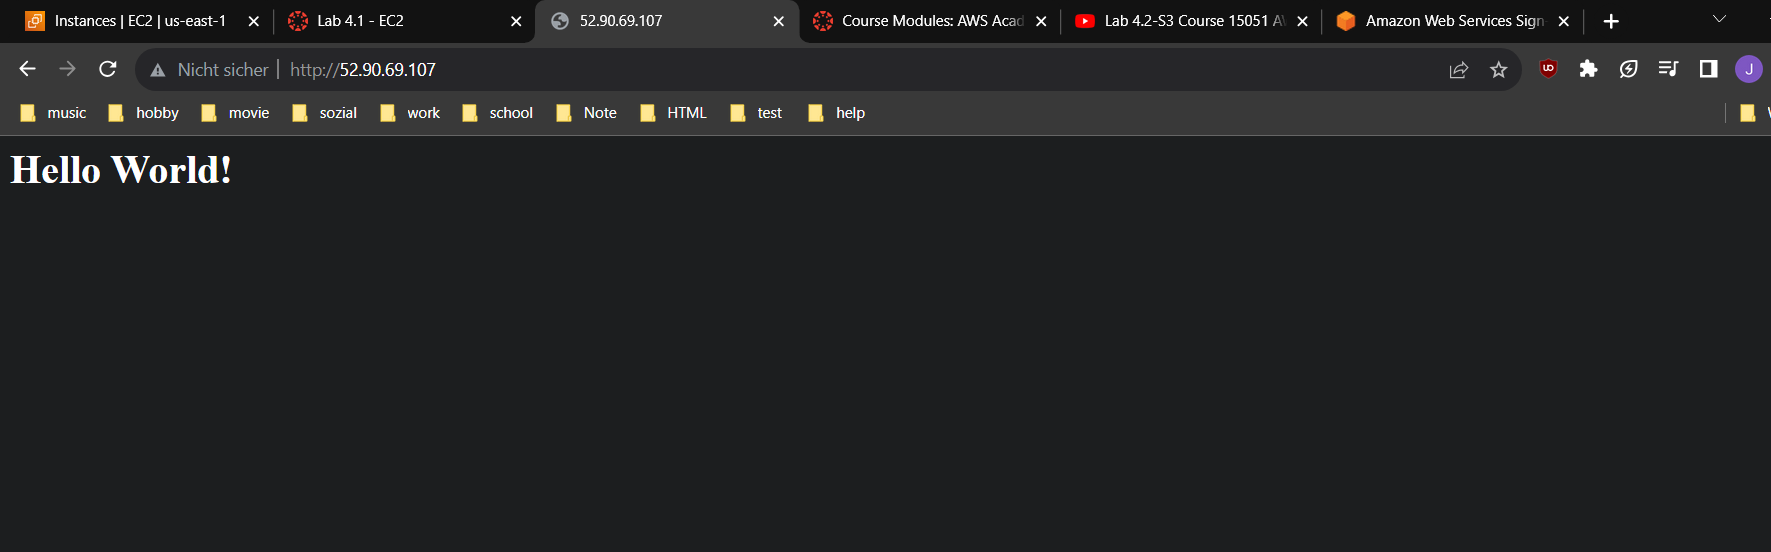 Instances | EC2 | us-east-1
Lab 4.1 - EC2
52.90.69.107
Course Modules: AWS Acad
Lab 4.2-S3 Course 15051 A
Amazon Web Services Sign-
Nicht sicher | http://52.90.69.107
J
music hobby movie sozial work school Note HTML test help
Hello World!